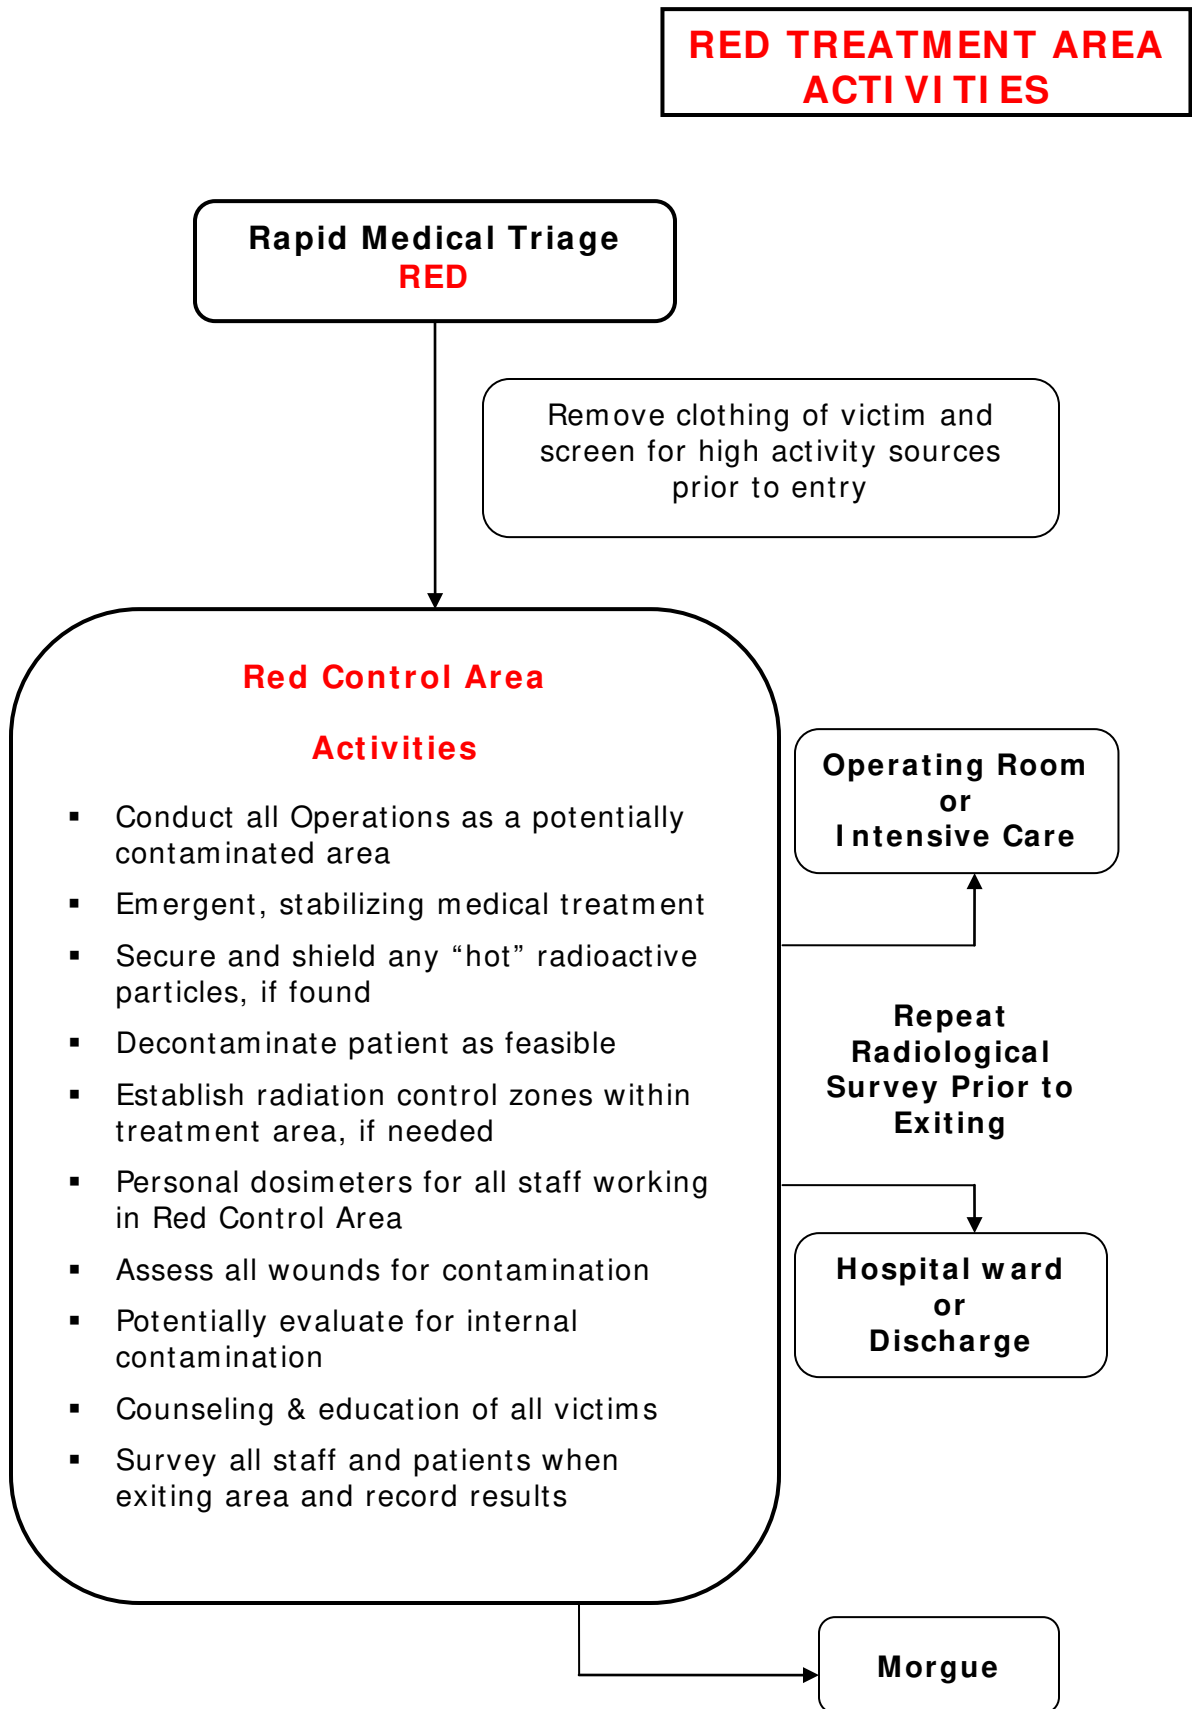 RED TREATMENT AREA
ACTIVITIES
Rapid Medical Triage
RED
Remove clothing of victim and
screen for high activity sources
prior to entry
Red Control Area
Activities
▪ Conduct all Operations as a potentially
contaminated area
▪ Emergent, stabilizing medical treatment
▪ Secure and shield any “hot” radioactive
particles, if found
▪ Decontaminate patient as feasible
▪ Establish radiation control zones within
treatment area, if needed
▪ Personal dosimeters for all staff working
in Red Control Area
▪ Assess all wounds for contamination
▪ Potentially evaluate for internal
contamination
▪ Counseling & education of all victims
▪ Survey all staff and patients when
exiting area and record results
Operating Room
or
Intensive Care
Repeat
Radiological
Survey Prior to
Exiting
Hospital ward
or
Discharge
Morgue